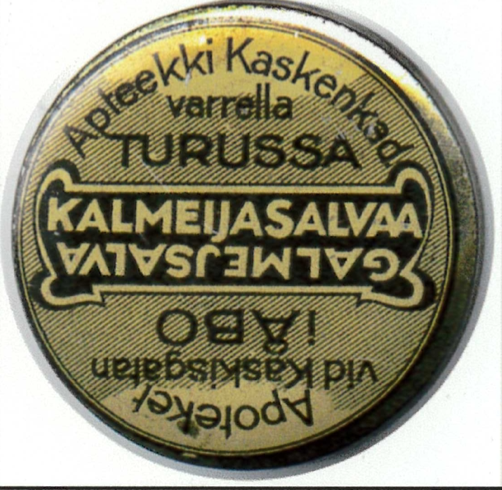 Apteekki Kaskenkad.
varrella
TURUSSA
KALMEIJASALVAA
GALMEJSALVA
i ÅBO
vid Kaskisgatan
Apoteket